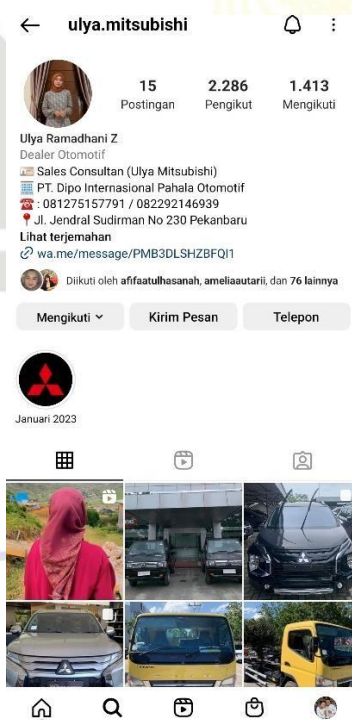 ulya.mitsubishi
15
2.286
1.413
Postingan
Pengikut
Mengikuti
Ulya Ramadhani Z
Dealer Otomotif
Sales Consultan (Ulya Mitsubishi)
PT. Dipo Internasional Pahala Otomotif
: 081275157791 / 082292146939
Jl. Jendral Sudirman No 230 Pekanbaru
Lihat terjemahan
wa.me/message/PMB3DLSHZBFQI1
Diikuti oleh afifaatulhasanah, ameliaautarii, dan 76 lainnya
Mengikuti
Kirim Pesan
Telepon
Januari 2023